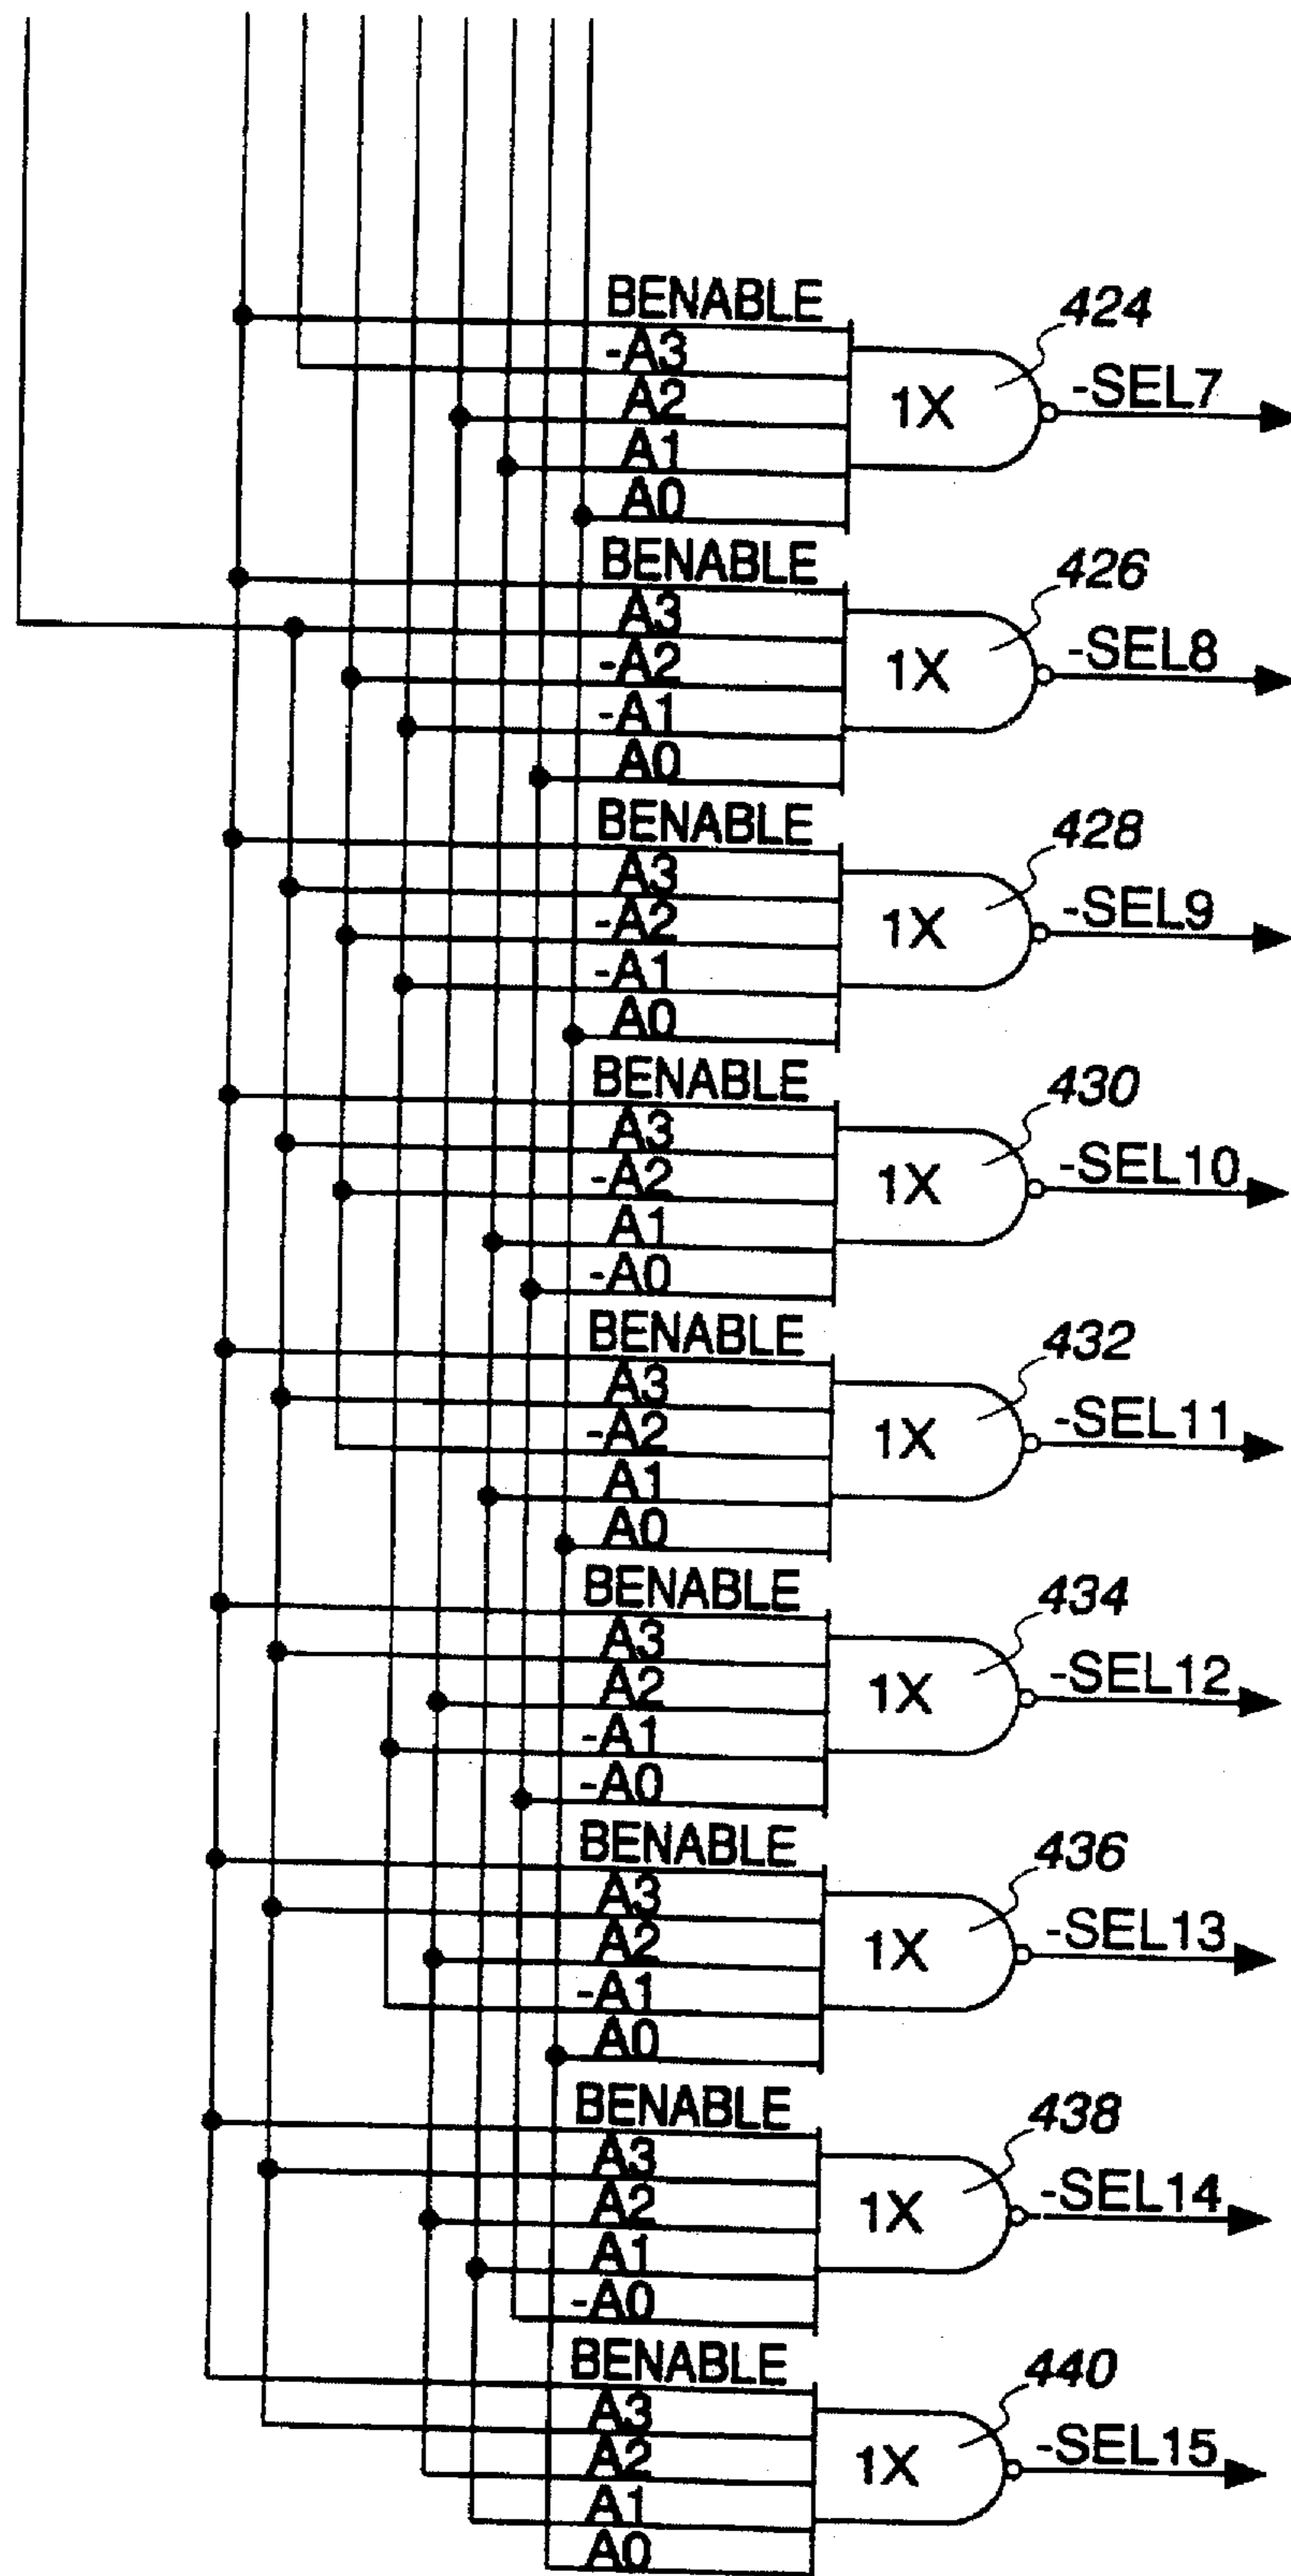 BENABLE
-A3
A2
A1
A0
1X
424
-SEL7
BENABLE
A3
-A2
-A1
A0
1X
426
-SEL8
BENABLE
A3
-A2
-A1
A0
1X
428
-SEL9
BENABLE
A3
-A2
A1
-A0
1X
430
-SEL10
BENABLE
A3
-A2
A1
A0
1X
432
-SEL11
BENABLE
A3
A2
-A1
-A0
1X
434
-SEL12
BENABLE
A3
A2
-A1
A0
1X
436
-SEL13
BENABLE
A3
A2
A1
-A0
1X
438
-SEL14
BENABLE
A3
A2
A1
A0
1X
440
-SEL15